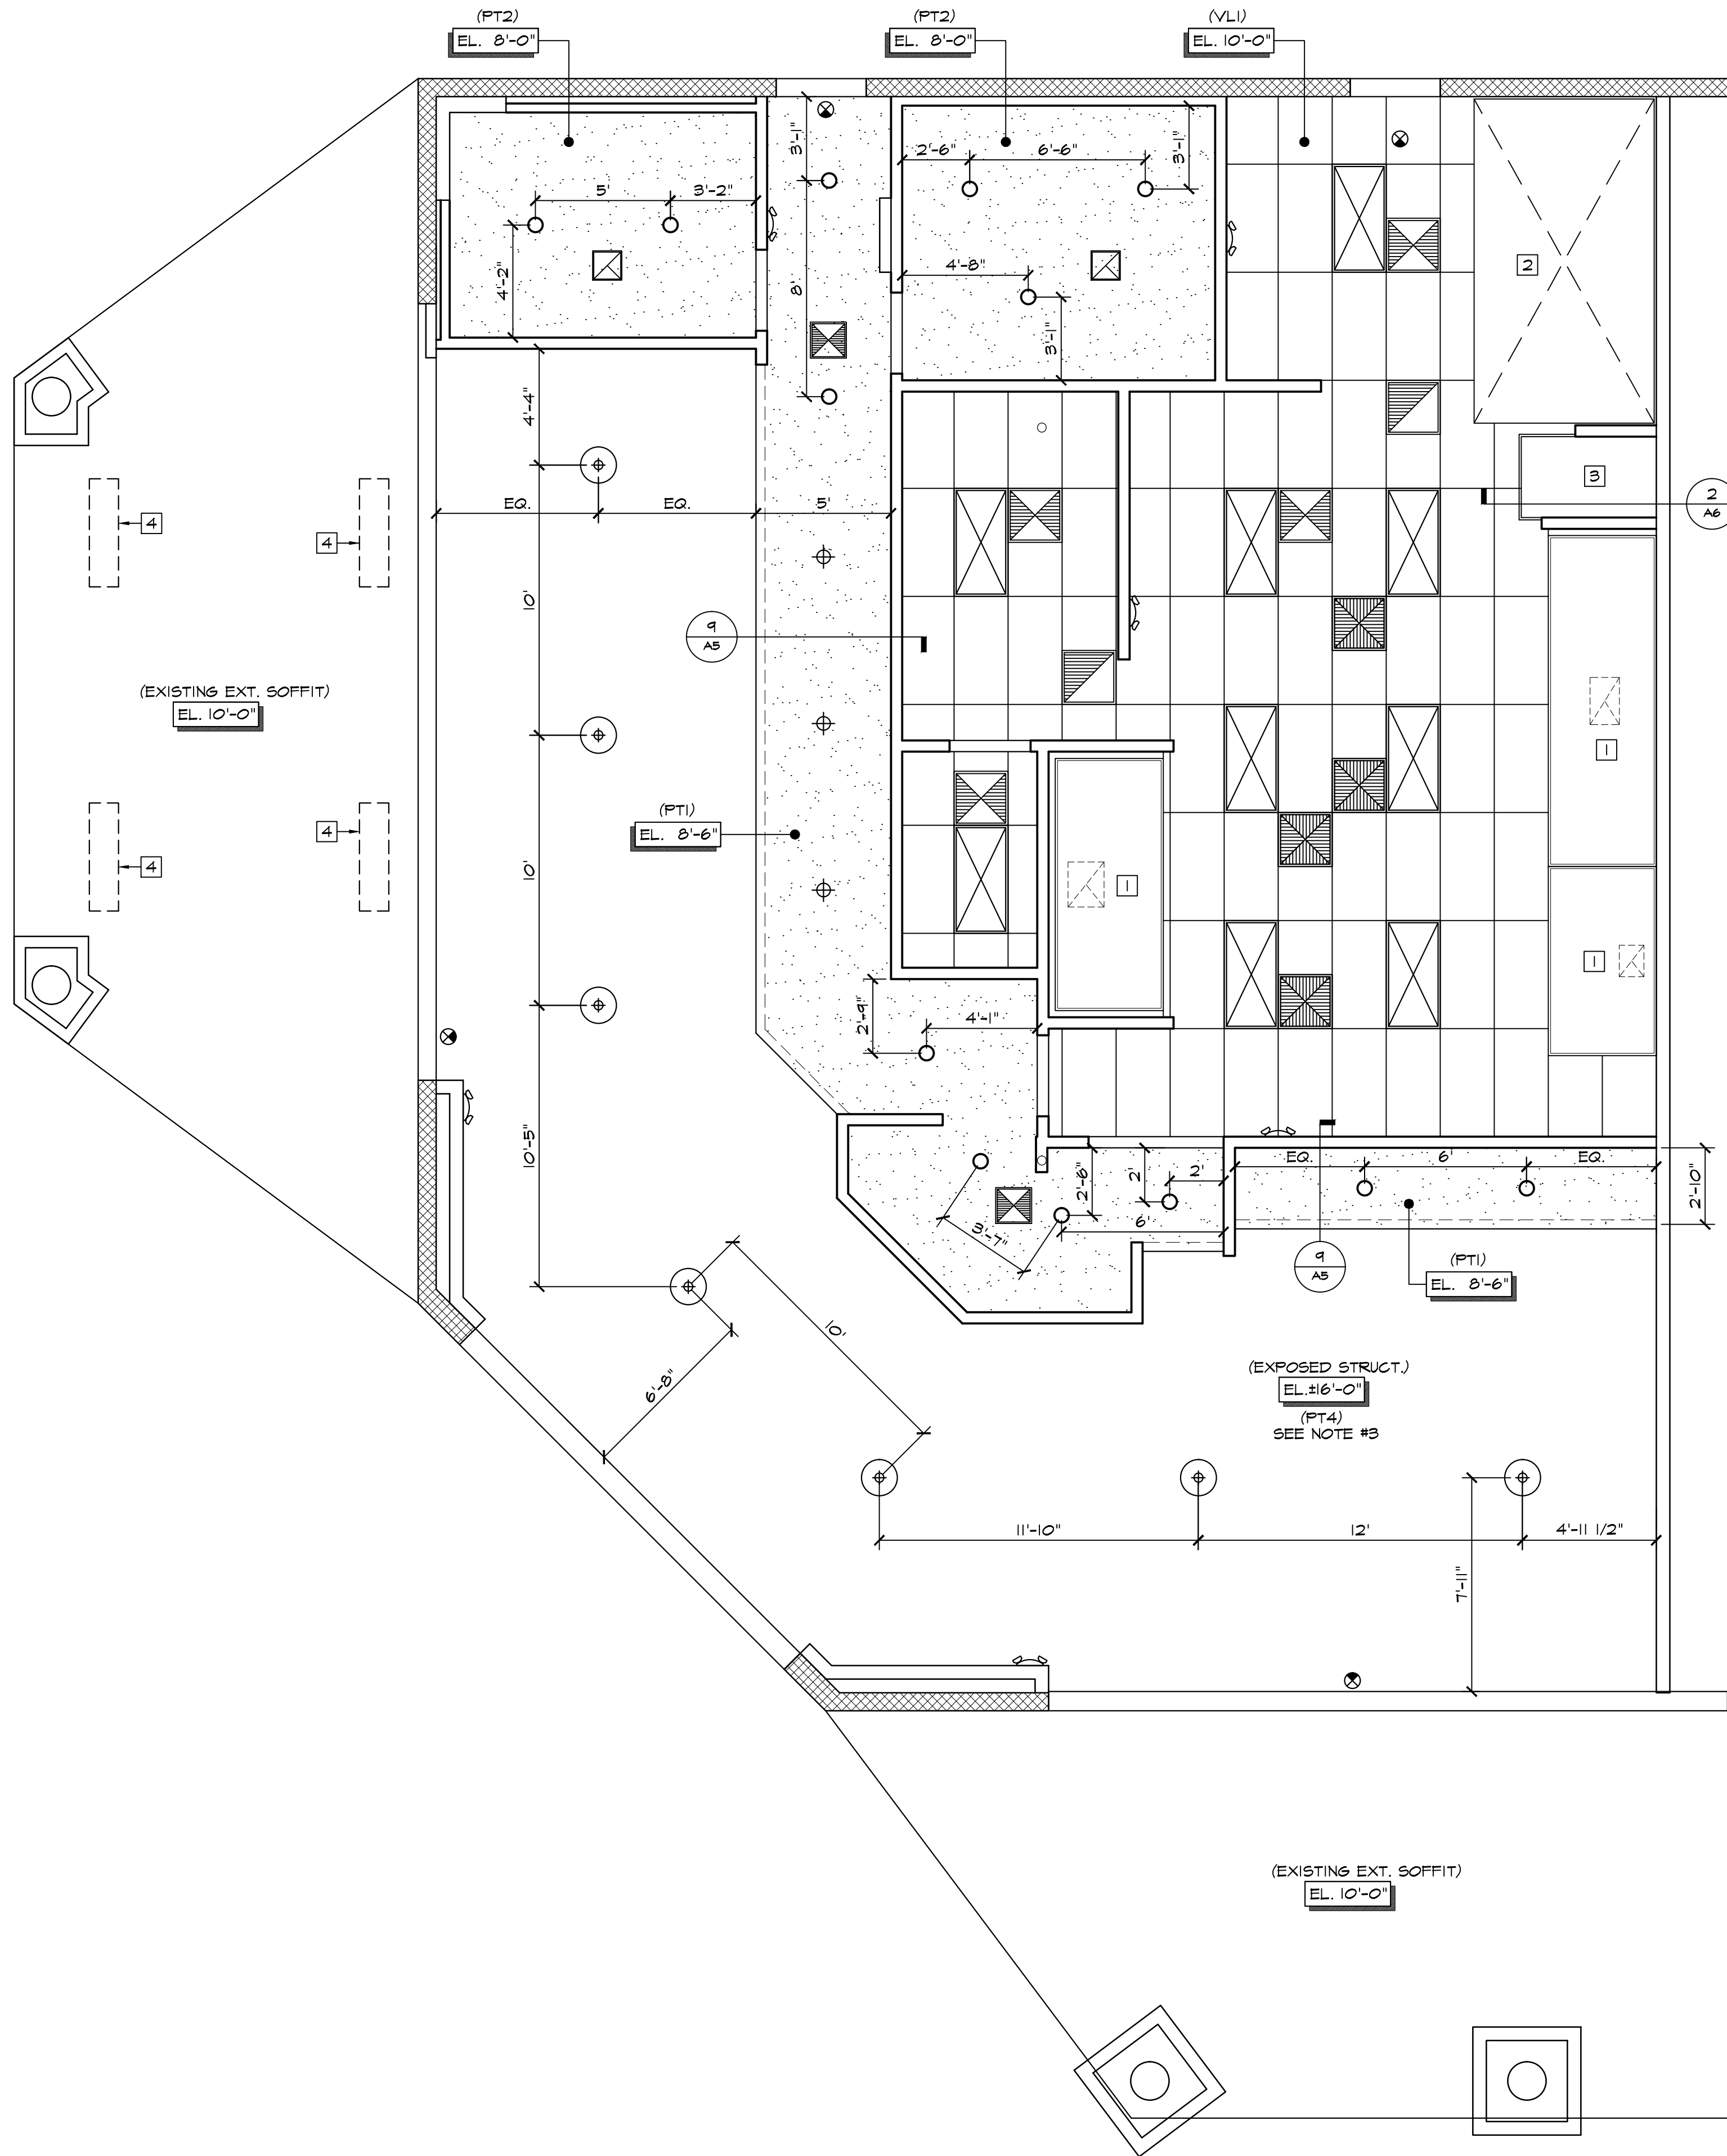 (PT2)
EL. 8'-0"
(PT2)
EL. 8'-0"
(VL1)
EL. 10'-0"
3'-1"
2'-6"
6'-6"
3'-1"
5'
3'-2"
4'-2"
8'
4'-8"
3'-1"
2
4'-4"
3
2
A6
EQ.
EQ.
5'
4
4
10'
9
A5
(EXISTING EXT. SOFFIT)
EL. 10'-0"
1
(PT1)
EL. 8'-6"
4
4
10'
1
1
2'-9"
4'-1"
10'-5"
EQ.
6'
EQ.
2'-6"
2'
2'
2'-10"
6'
3'-7"
9
A5
(PT1)
EL. 8'-6"
10'
6'-8"
(EXPOSED STRUCT.)
EL.±16'-0"
(PT4)
SEE NOTE #3
11'-10"
12'
4'-11 1/2"
7'-11"
(EXISTING EXT. SOFFIT)
EL. 10'-0"